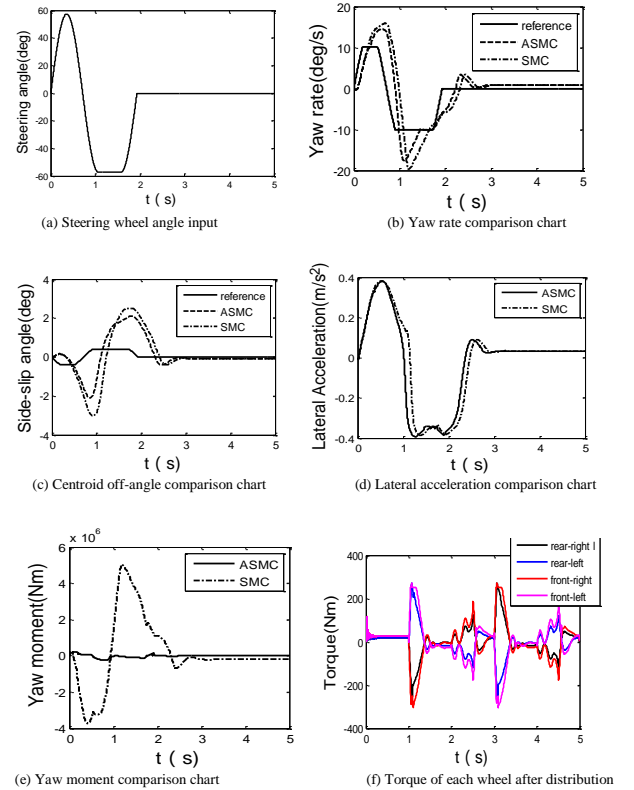 60
40
20
0
-20
-40
-60
Steering angle(deg)
0 1 2 3 4 5
t ( s)
(a) Steering wheel angle input
20
10
0
-10
-20
Yaw rate(deg/s)
reference
ASMC
SMC
0 1 2 3 4 5
t ( s)
(b) Yaw rate comparison chart
4
2
0
-2
-4
Side-slip angle(deg)
reference
ASMC
SMC
0 1 2 3 4 5
t ( s)
(c) Centroid off-angle comparison chart
0.4
0.2
0
-0.2
-0.4
Lateral Acceleration(m/s²)
ASMC
SMC
0 1 2 3 4 5
t ( s)
(d) Lateral acceleration comparison chart
x 10⁶
6
4
2
0
-2
-4
Yaw moment(Nm)
ASMC
SMC
0 1 2 3 4 5
t ( s)
(e) Yaw moment comparison chart
400
200
0
-200
-400
Torque(Nm)
rear-right l
rear-left
front-right
front-left
0 1 2 3 4 5
t ( s)
(f) Torque of each wheel after distribution